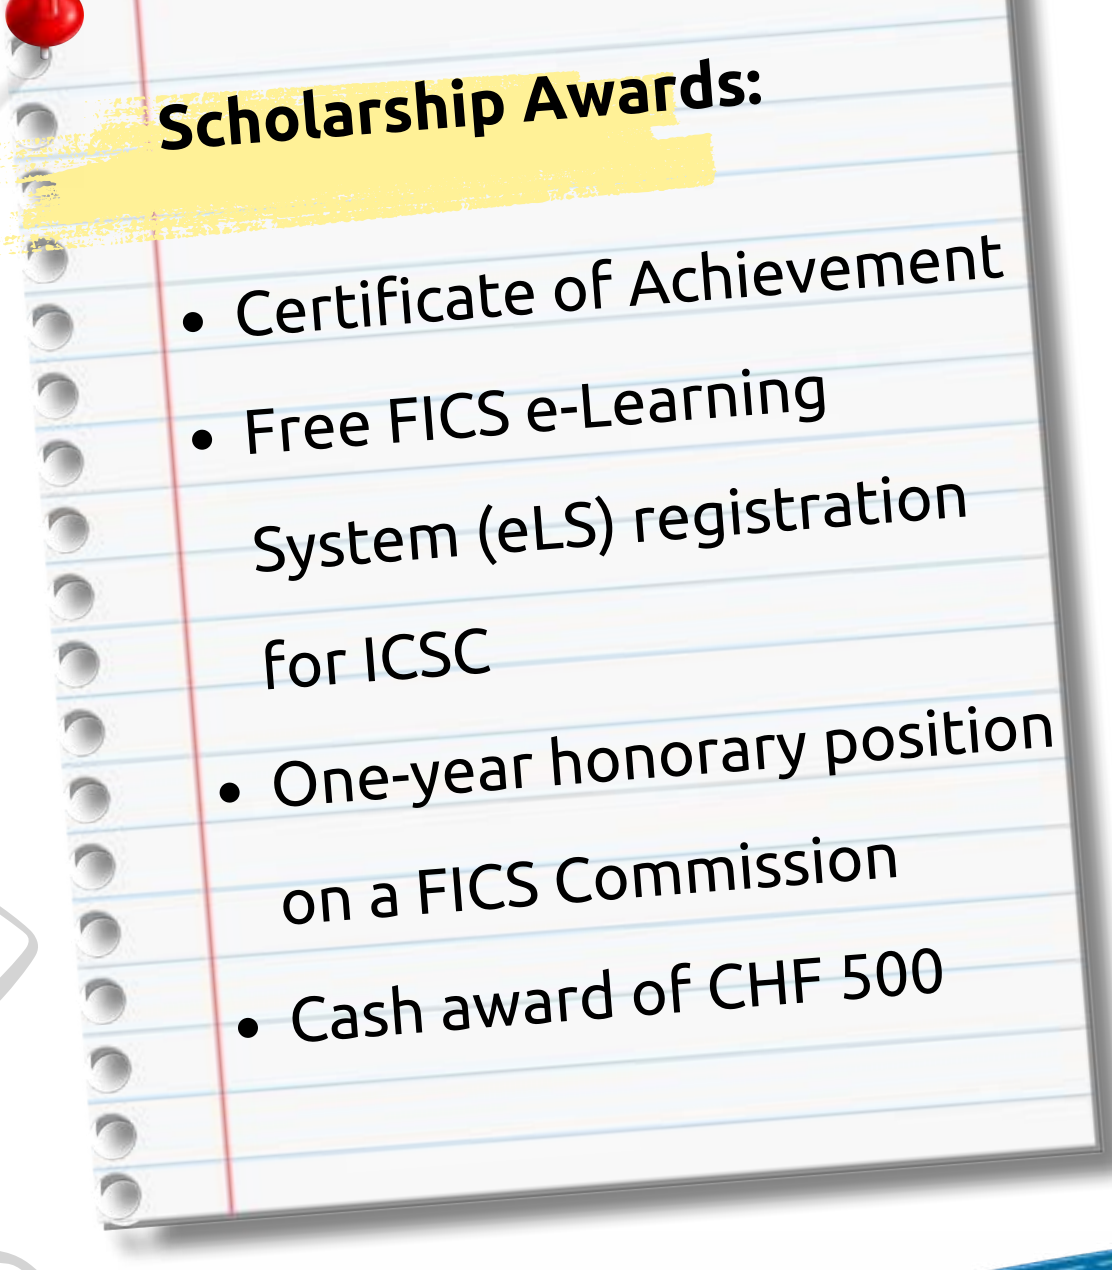 Scholarship Awards:
• Certificate of Achievement
• Free FICS e-Learning
System (eLS) registration
for ICSC
• One-year honorary position
on a FICS Commission
• Cash award of CHF 500